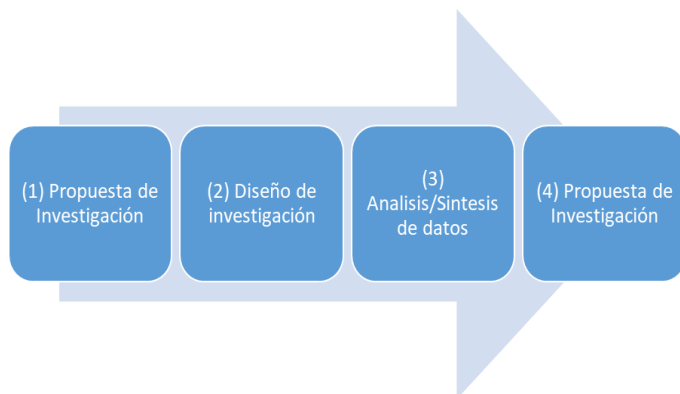 (1) Propuesta de
Investigación
(2) Diseño de
investigación
(3)
Analisis/Sintesis
de datos
(4) Propuesta de
Investigación